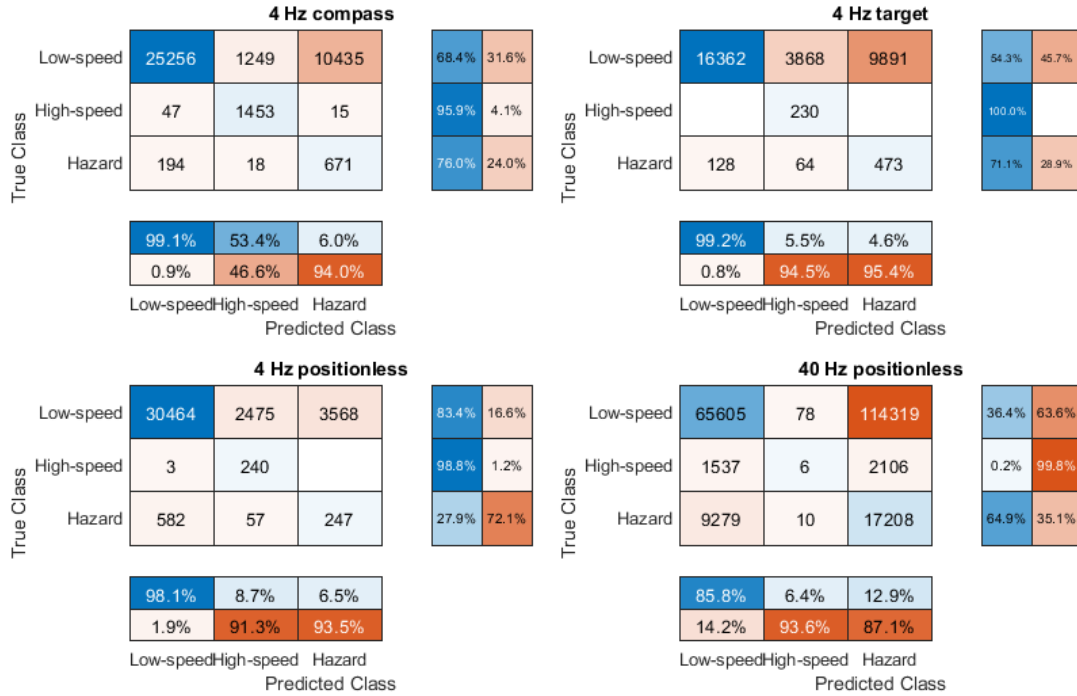 4 Hz compass
Low-speed 25256 1249 10435 68.4% 31.6%
High-speed 47 1453 15 95.9% 4.1%
Hazard 194 18 671 76.0% 24.0%
True Class
99.1% 53.4% 6.0%
0.9% 46.6% 94.0%
Low-speed High-speed Hazard
Predicted Class
4 Hz target
Low-speed 16362 3868 9891 54.3% 45.7%
High-speed 230 100.0%
Hazard 128 64 473 71.1% 28.9%
True Class
99.2% 5.5% 4.6%
0.8% 94.5% 95.4%
Low-speed High-speed Hazard
Predicted Class
4 Hz positionless
Low-speed 30464 2475 3568 83.4% 16.6%
High-speed 3 240 98.8% 1.2%
Hazard 582 57 247 27.9% 72.1%
True Class
98.1% 8.7% 6.5%
1.9% 91.3% 93.5%
Low-speed High-speed Hazard
Predicted Class
40 Hz positionless
Low-speed 65605 78 114319 36.4% 63.6%
High-speed 1537 6 2106 0.2% 99.8%
Hazard 9279 10 17208 64.9% 35.1%
True Class
85.8% 6.4% 12.9%
14.2% 93.6% 87.1%
Low-speed High-speed Hazard
Predicted Class